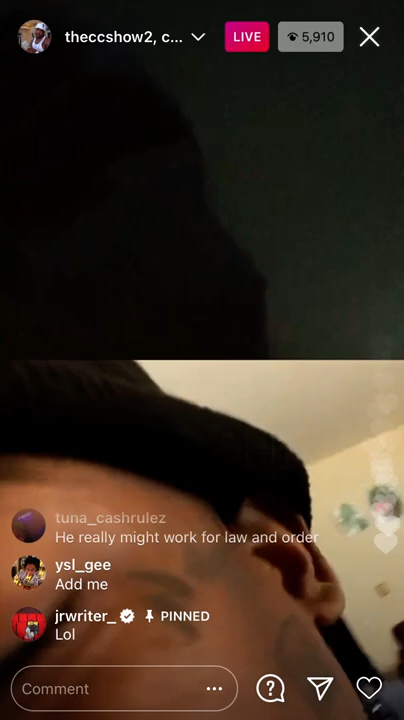 theccshow2, c...
LIVE
5,910
tuna_cashrulez
He really might work for law and order
ysl_gee
Add me
jrwriter_ PINNED
Lol
Comment